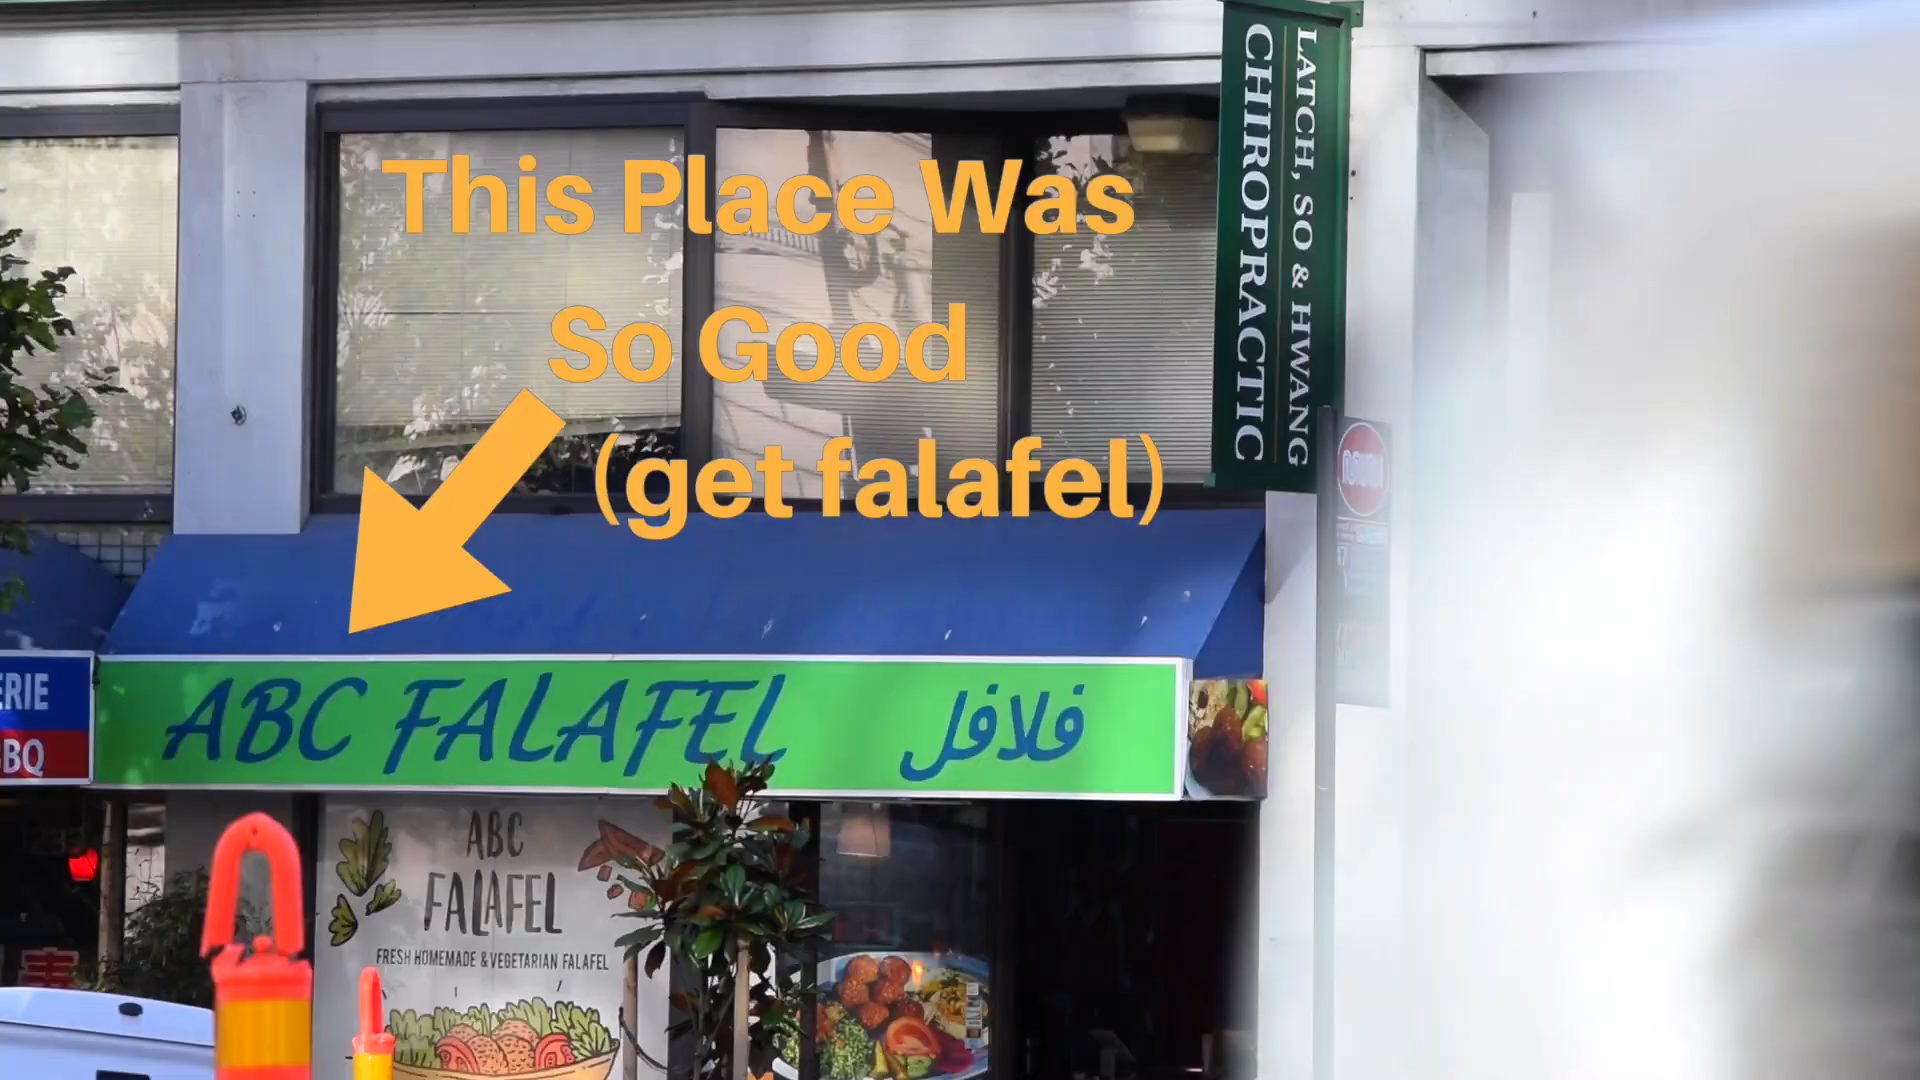 This Place Was
So Good
(get falafel)
LATCH, SO & HWANG
CHIROPRACTIC
ABC FALAFEL فلافل
ERIE
BBQ
ABC
FALAFEL
FRESH HOMEMADE & VEGETARIAN FALAFEL